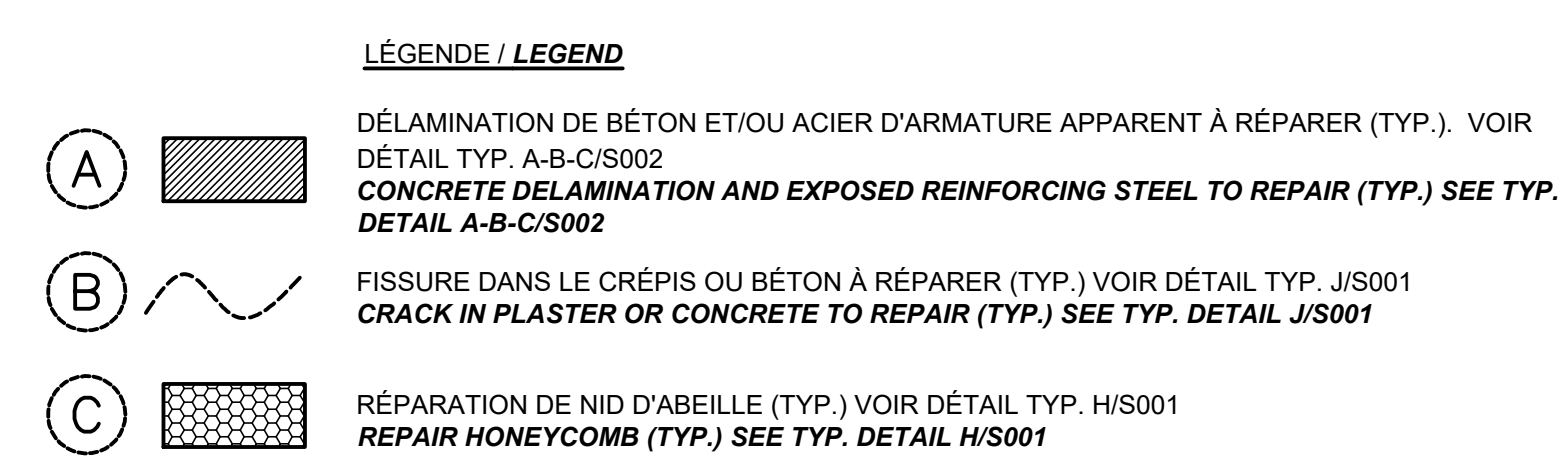 LÉGENDE / LEGEND
A
DÉLAMINATION DE BÉTON ET/OU ACIER D'ARMATURE APPARENT À RÉPARER (TYP.). VOIR
DÉTAIL TYP. A-B-C/S002
CONCRETE DELAMINATION AND EXPOSED REINFORCING STEEL TO REPAIR (TYP.) SEE TYP.
DETAIL A-B-C/S002
B
FISSURE DANS LE CRÉPIS OU BÉTON À RÉPARER (TYP.) VOIR DÉTAIL TYP. J/S001
CRACK IN PLASTER OR CONCRETE TO REPAIR (TYP.) SEE TYP. DETAIL J/S001
C
RÉPARATION DE NID D'ABEILLE (TYP.) VOIR DÉTAIL TYP. H/S001
REPAIR HONEYCOMB (TYP.) SEE TYP. DETAIL H/S001